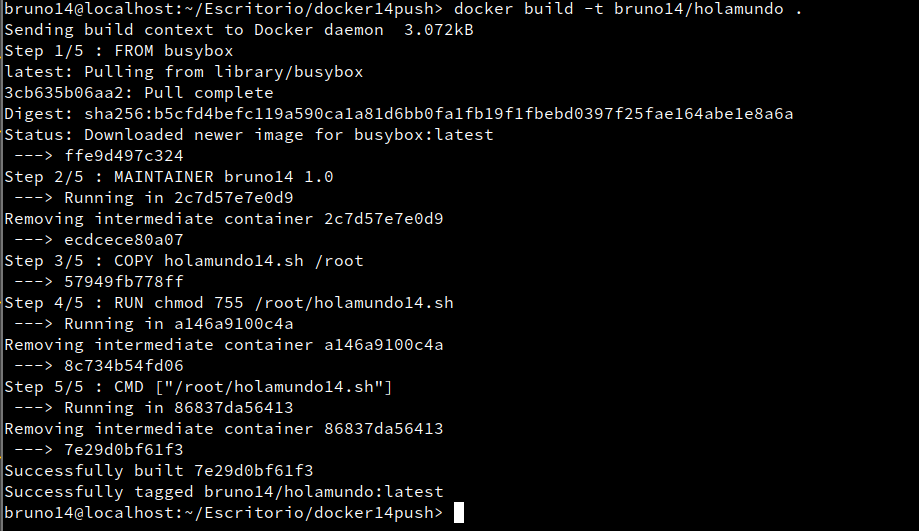 bruno14@localhost:~/Escritorio/docker14push> docker build -t bruno14/holamundo .
Sending build context to Docker daemon  3.072kB
Step 1/5 : FROM busybox
latest: Pulling from library/busybox
3cb635b06aa2: Pull complete
Digest: sha256:b5cfd4befc119a590ca1a81d6bb0fa1fb19f1fbebd0397f25fae164abe1e8a6a
Status: Downloaded newer image for busybox:latest
 ---> ffe9d497c324
Step 2/5 : MAINTAINER bruno14 1.0
 ---> Running in 2c7d57e7e0d9
Removing intermediate container 2c7d57e7e0d9
 ---> ecdcece80a07
Step 3/5 : COPY holamundo14.sh /root
 ---> 57949fb778ff
Step 4/5 : RUN chmod 755 /root/holamundo14.sh
 ---> Running in a146a9100c4a
Removing intermediate container a146a9100c4a
 ---> 8c734b54fd06
Step 5/5 : CMD ["/root/holamundo14.sh"]
 ---> Running in 86837da56413
Removing intermediate container 86837da56413
 ---> 7e29d0bf61f3
Successfully built 7e29d0bf61f3
Successfully tagged bruno14/holamundo:latest
bruno14@localhost:~/Escritorio/docker14push>